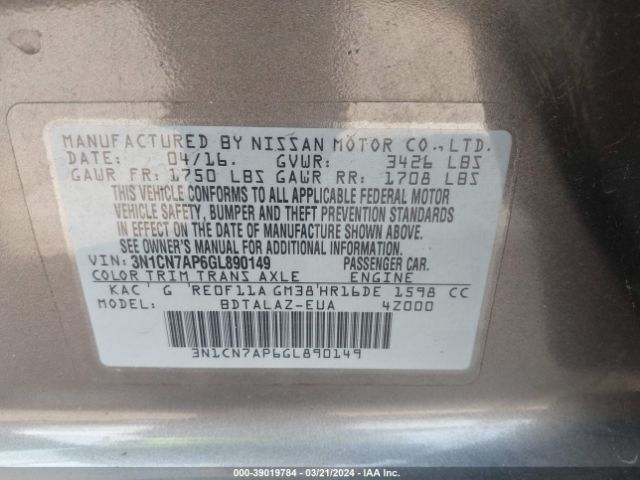 MANUFACTURED BY NISSAN MOTOR CO.,LTD.
DATE: 04/16. GVWR: 3426 LBS
GAWR FR: 1750 LBS GAWR RR: 1708 LBS
THIS VEHICLE CONFORMS TO ALL APPLICABLE FEDERAL MOTOR
VEHICLE SAFETY, BUMPER AND THEFT PREVENTION STANDARDS
IN EFFECT ON THE DATE OF MANUFACTURE SHOWN ABOVE.
SEE OWNER'S MANUAL FOR ADDITIONAL INFORMATION.
VIN: 3N1CN7AP6GL890149 PASSENGER CAR.
COLOR TRIM TRANS AXLE ENGINE
KAC G RE0F11A GM38 HR16DE 1598 CC
MODEL: BDTALAZ-EUA 4Z000
3N1CN7AP6GL890149
000-39019784 — 03/21/2024 — IAA Inc.